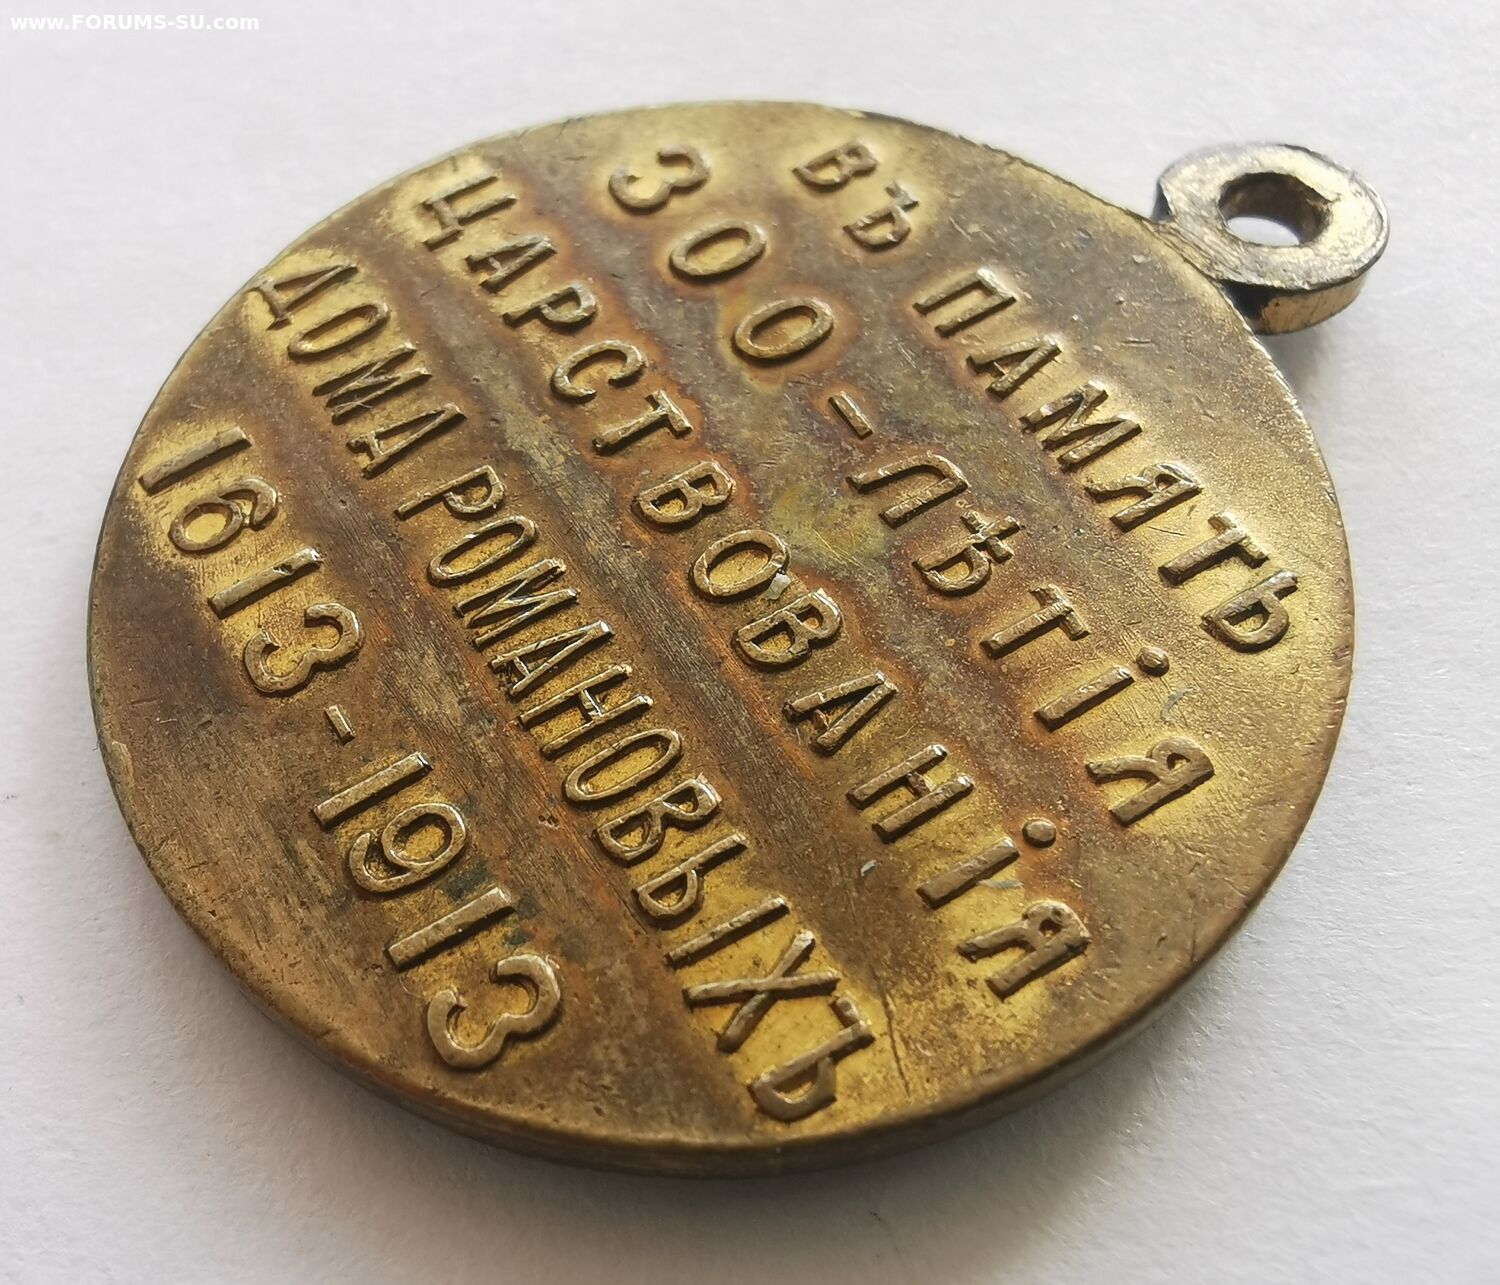 www.FORUMS-SU.com
ВЪ ПАМЯТЬ
300-ЛѢТІЯ
ЦАРСТВОВАНІЯ
ДОМА РОМАНОВЫХЪ
1613-1913